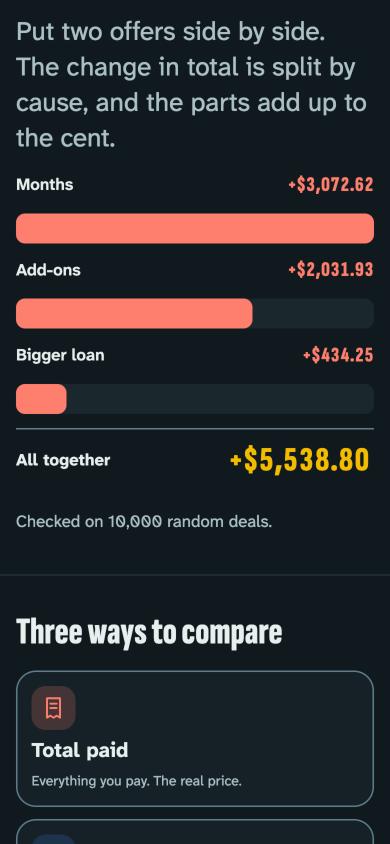 Put two offers side by side.
The change in total is split by
cause, and the parts add up to
the cent.
Months +$3,072.62
Add-ons +$2,031.93
Bigger loan +$434.25
All together +$5,538.80
Checked on 10,000 random deals.
Three ways to compare
Total paid
Everything you pay. The real price.